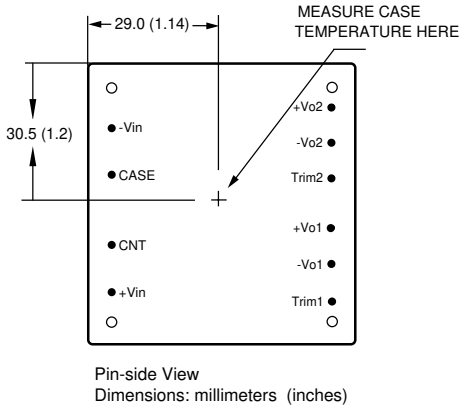 MEASURE CASE
TEMPERATURE HERE
29.0 (1.14)
30.5 (1.2)
-Vin
CASE
CNT
+Vin
+Vo2
-Vo2
Trim2
+Vo1
-Vo1
Trim1
Pin-side View
Dimensions: millimeters (inches)